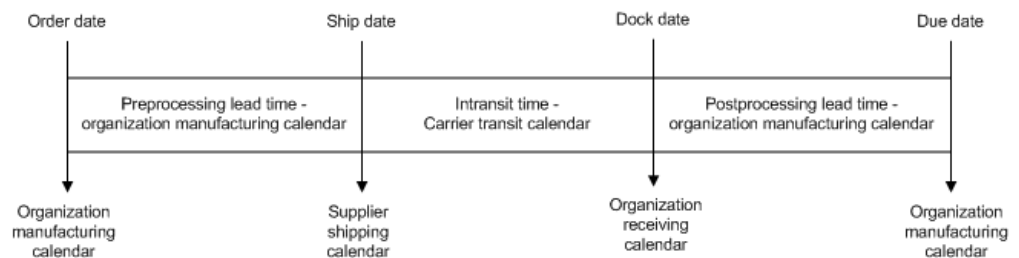 Order date
Ship date
Dock date
Due date
Preprocessing lead time -
organization manufacturing calendar
Intransit time -
Carrier transit calendar
Postprocessing lead time -
organization manufacturing calendar
Organization
manufacturing
calendar
Supplier
shipping
calendar
Organization
receiving
calendar
Organization
manufacturing
calendar